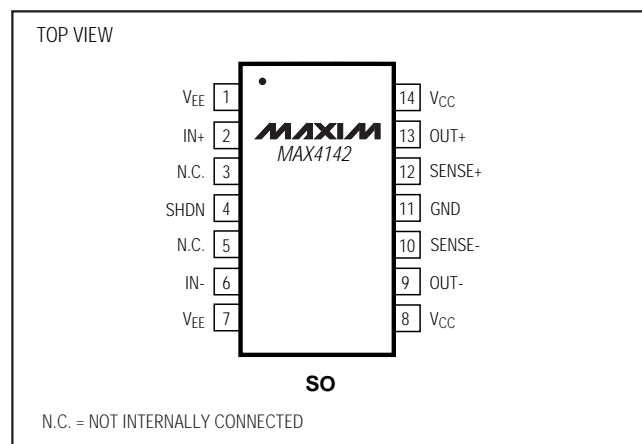 TOP VIEW
VEE 1
IN+ 2
N.C. 3
SHDN 4
N.C. 5
IN- 6
VEE 7
MAXIM
MAX4142
14 VCC
13 OUT+
12 SENSE+
11 GND
10 SENSE-
9 OUT-
8 VCC
SO
N.C. = NOT INTERNALLY CONNECTED